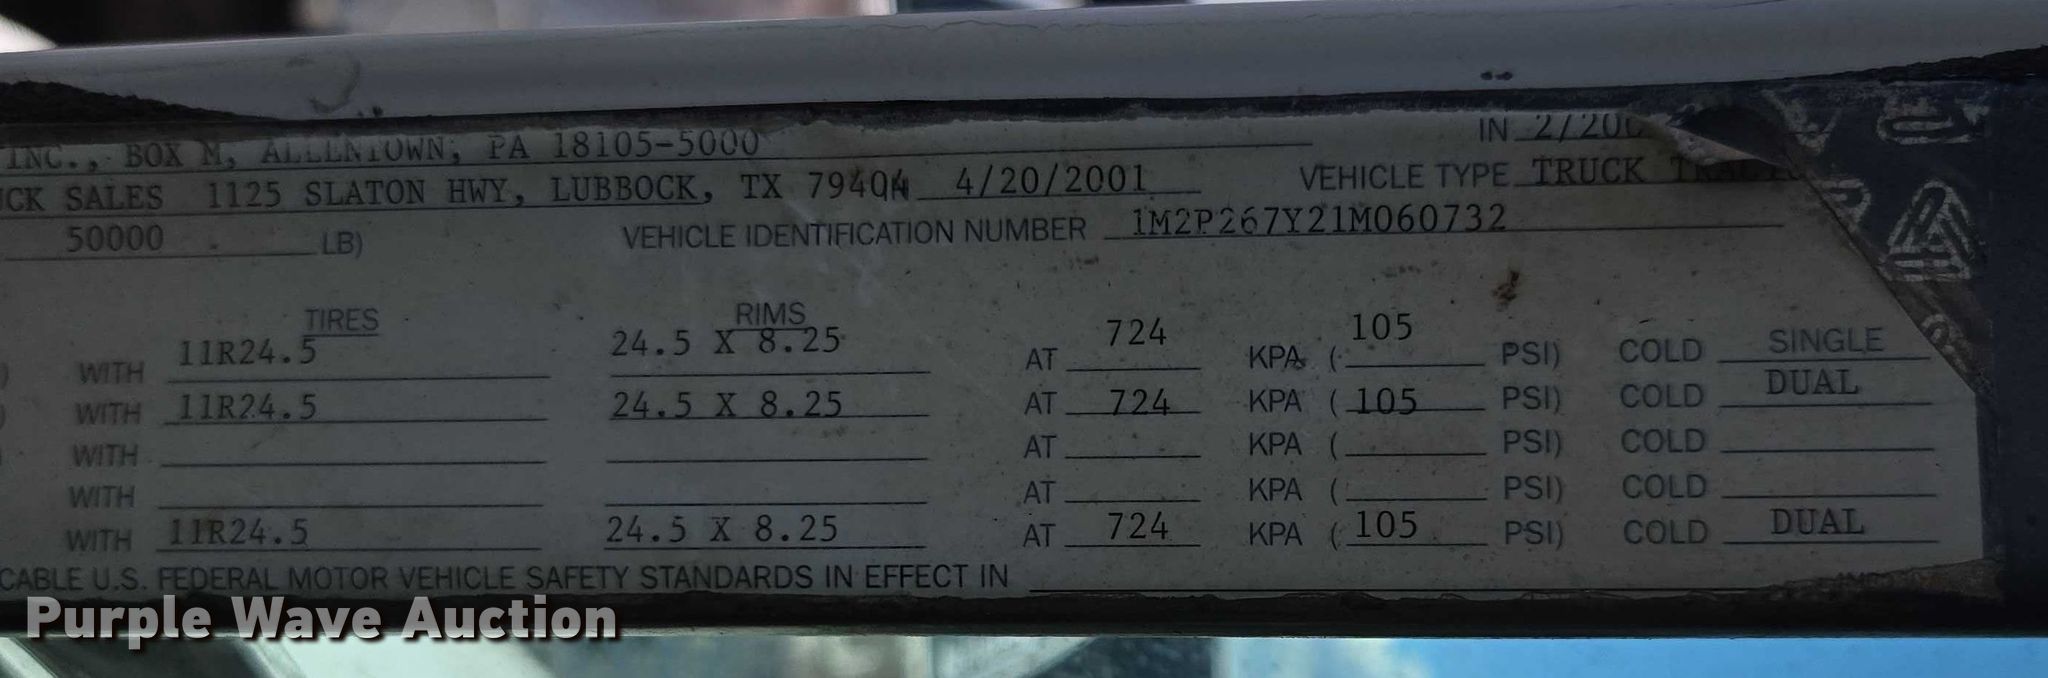 INC., BOX M, ALLENTOWN, PA 18105-5000 IN 2/200
UCK SALES 1125 SLATON HWY, LUBBOCK, TX 79404 4/20/2001 VEHICLE TYPE TRUCK TRACTO
50000 LB) VEHICLE IDENTIFICATION NUMBER 1M2P267Y21M060732
TIRES RIMS
) WITH 11R24.5 24.5 X 8.25 AT 724 KPA ( 105 PSI) COLD SINGLE
) WITH 11R24.5 24.5 X 8.25 AT 724 KPA ( 105 PSI) COLD DUAL
) WITH AT KPA ( PSI) COLD
WITH AT KPA ( PSI) COLD
WITH 11R24.5 24.5 X 8.25 AT 724 KPA ( 105 PSI) COLD DUAL
CABLE U.S. FEDERAL MOTOR VEHICLE SAFETY STANDARDS IN EFFECT IN
Purple Wave Auction